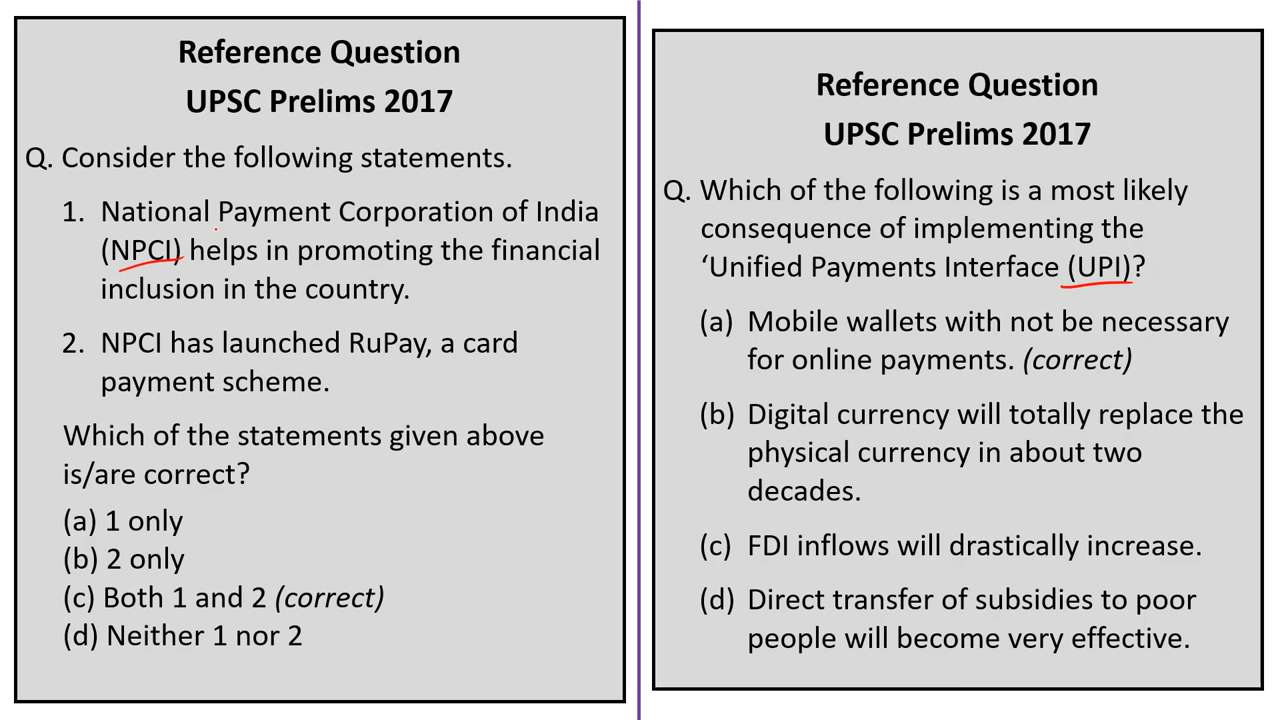 Reference Question
UPSC Prelims 2017
Q. Consider the following statements.
1. National Payment Corporation of India
(NPCI) helps in promoting the financial
inclusion in the country.
2. NPCI has launched RuPay, a card
payment scheme.
Which of the statements given above
is/are correct?
(a) 1 only
(b) 2 only
(c) Both 1 and 2 (correct)
(d) Neither 1 nor 2
Reference Question
UPSC Prelims 2017
Q. Which of the following is a most likely
consequence of implementing the
‘Unified Payments Interface (UPI)?
(a) Mobile wallets with not be necessary
for online payments. (correct)
(b) Digital currency will totally replace the
physical currency in about two
decades.
(c) FDI inflows will drastically increase.
(d) Direct transfer of subsidies to poor
people will become very effective.